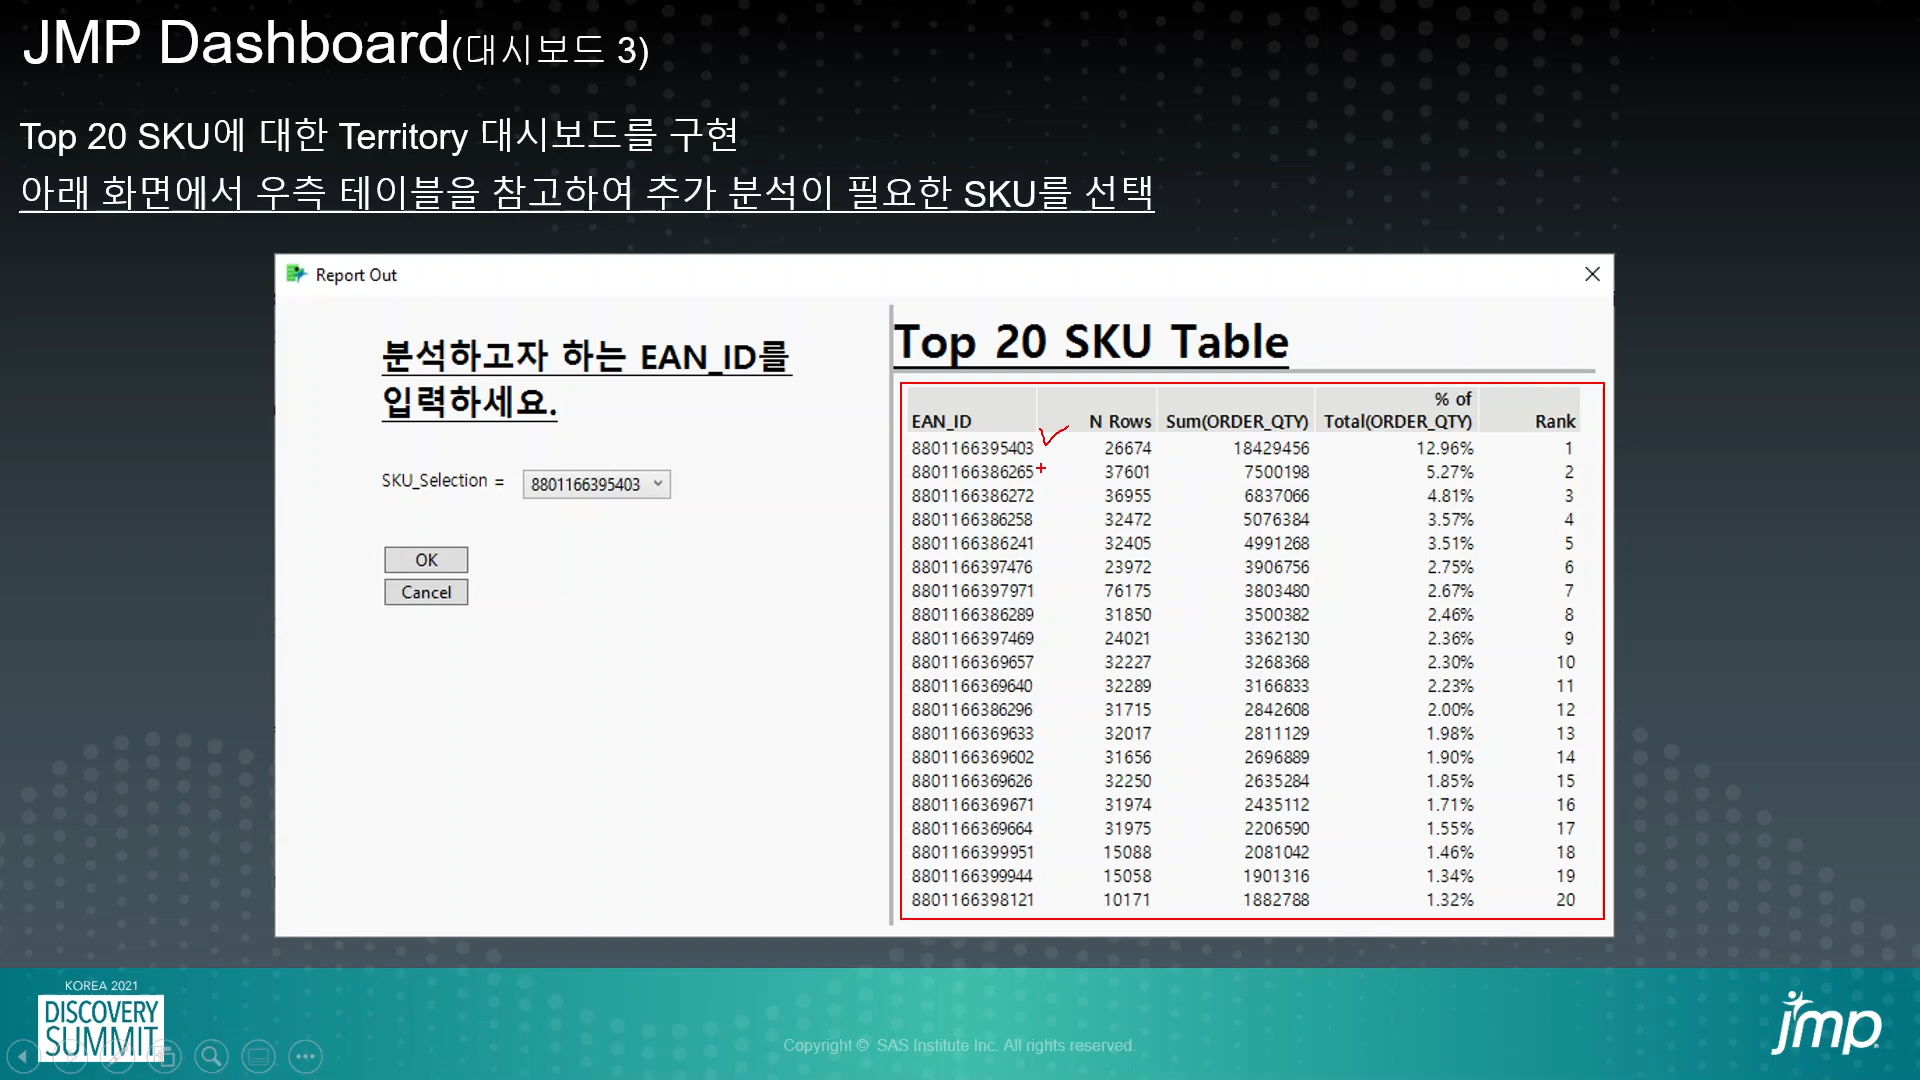 JMP Dashboard(대시보드 3)
Top 20 SKU에 대한 Territory 대시보드를 구현
아래 화면에서 우측 테이블을 참고하여 추가 분석이 필요한 SKU를 선택
Report Out
분석하고자 하는 EAN_ID를
입력하세요.
SKU_Selection = 8801166395403
OK
Cancel
Top 20 SKU Table
% of
EAN_ID N Rows Sum(ORDER_QTY) Total(ORDER_QTY) Rank
8801166395403 26674 18429456 12.96% 1
8801166386265 37601 7500198 5.27% 2
8801166386272 36955 6837066 4.81% 3
8801166386258 32472 5076384 3.57% 4
8801166386241 32405 4991268 3.51% 5
8801166397476 23972 3906756 2.75% 6
8801166397971 76175 3803480 2.67% 7
8801166386289 31850 3500382 2.46% 8
8801166397469 24021 3362130 2.36% 9
8801166369657 32227 3268368 2.30% 10
8801166369640 32289 3166833 2.23% 11
8801166386296 31715 2842608 2.00% 12
8801166369633 32017 2811129 1.98% 13
8801166369602 31656 2696889 1.90% 14
8801166369626 32250 2635284 1.85% 15
8801166369671 31974 2435112 1.71% 16
8801166369664 31975 2206590 1.55% 17
8801166399951 15088 2081042 1.46% 18
8801166399944 15058 1901316 1.34% 19
8801166398121 10171 1882788 1.32% 20
KOREA 2021
DISCOVERY
SUMMIT
Copyright © SAS Institute Inc. All rights reserved.
jmp